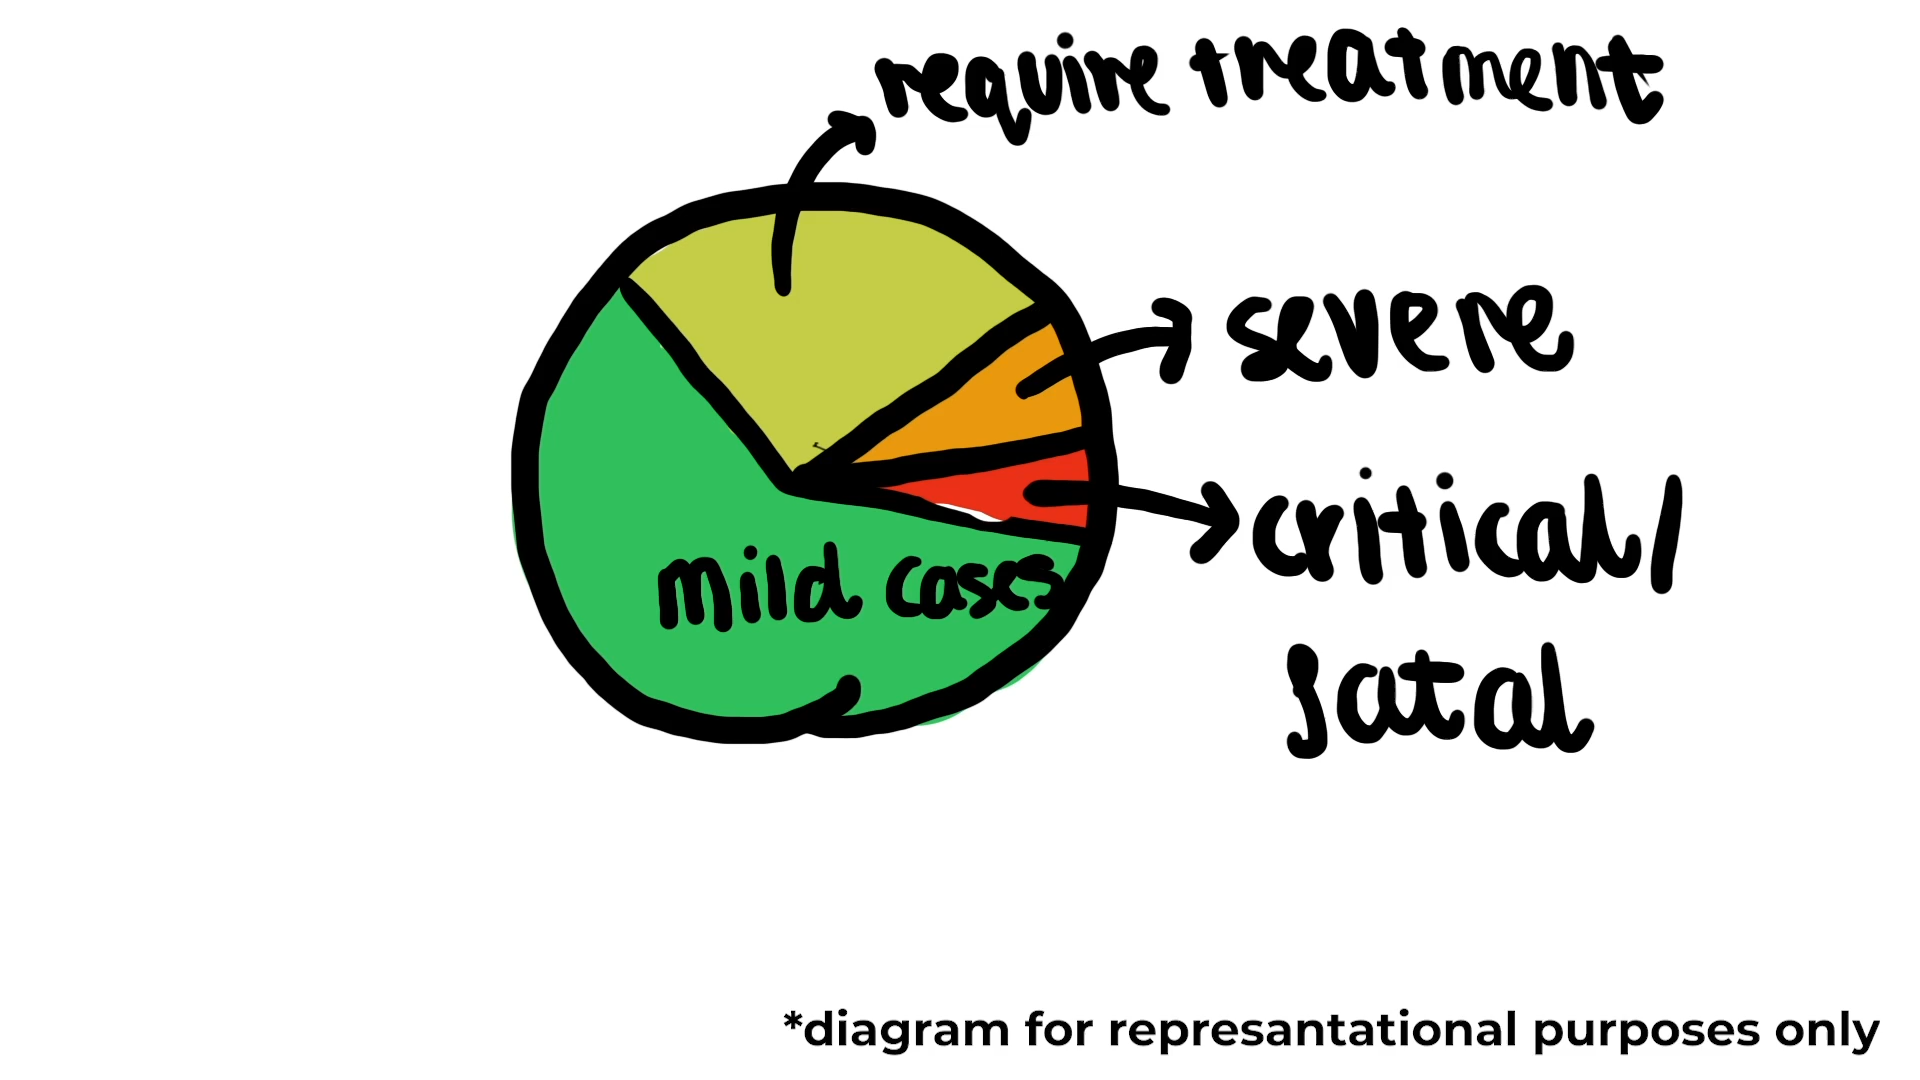 require treatment
severe
critical/
fatal
mild cases
*diagram for represantational purposes only